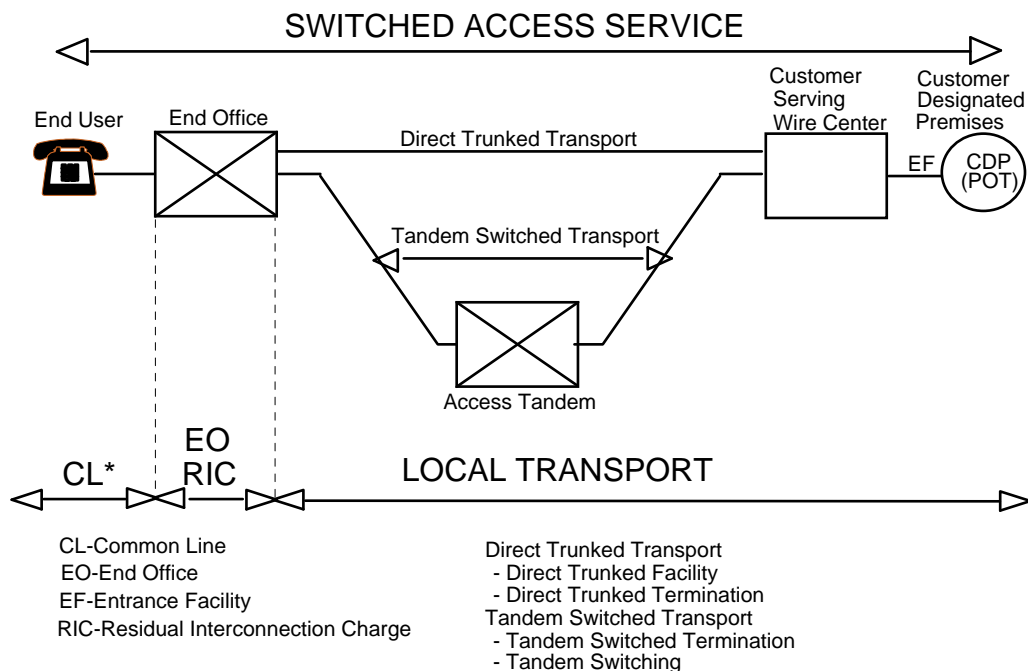 SWITCHED ACCESS SERVICE
End User
End Office
Direct Trunked Transport
Customer
Serving
Wire Center
Customer
Designated
Premises
EF
CDP
(POT)
Tandem Switched Transport
Access Tandem
CL*
EO
RIC
LOCAL TRANSPORT
CL-Common Line
EO-End Office
EF-Entrance Facility
RIC-Residual Interconnection Charge
Direct Trunked Transport
- Direct Trunked Facility
- Direct Trunked Termination
Tandem Switched Transport
- Tandem Switched Termination
- Tandem Switching